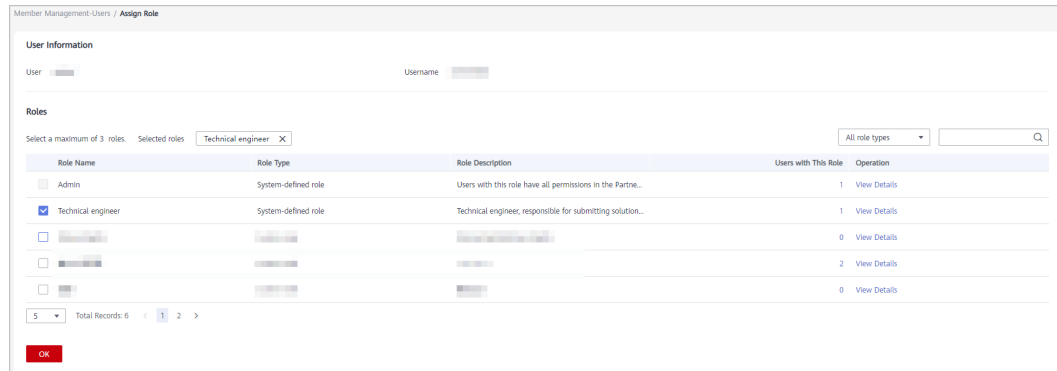 Member Management-Users / Assign Role
User Information
User Username
Roles
Select a maximum of 3 roles. Selected roles Technical engineer All role types
Role Name Role Type Role Description Users with This Role Operation
Admin System-defined role Users with this role have all permissions in the Partne... 1 View Details
Technical engineer System-defined role Technical engineer, responsible for submitting solution... 1 View Details
0 View Details
2 View Details
0 View Details
5 Total Records: 6 < 1 2 >
OK